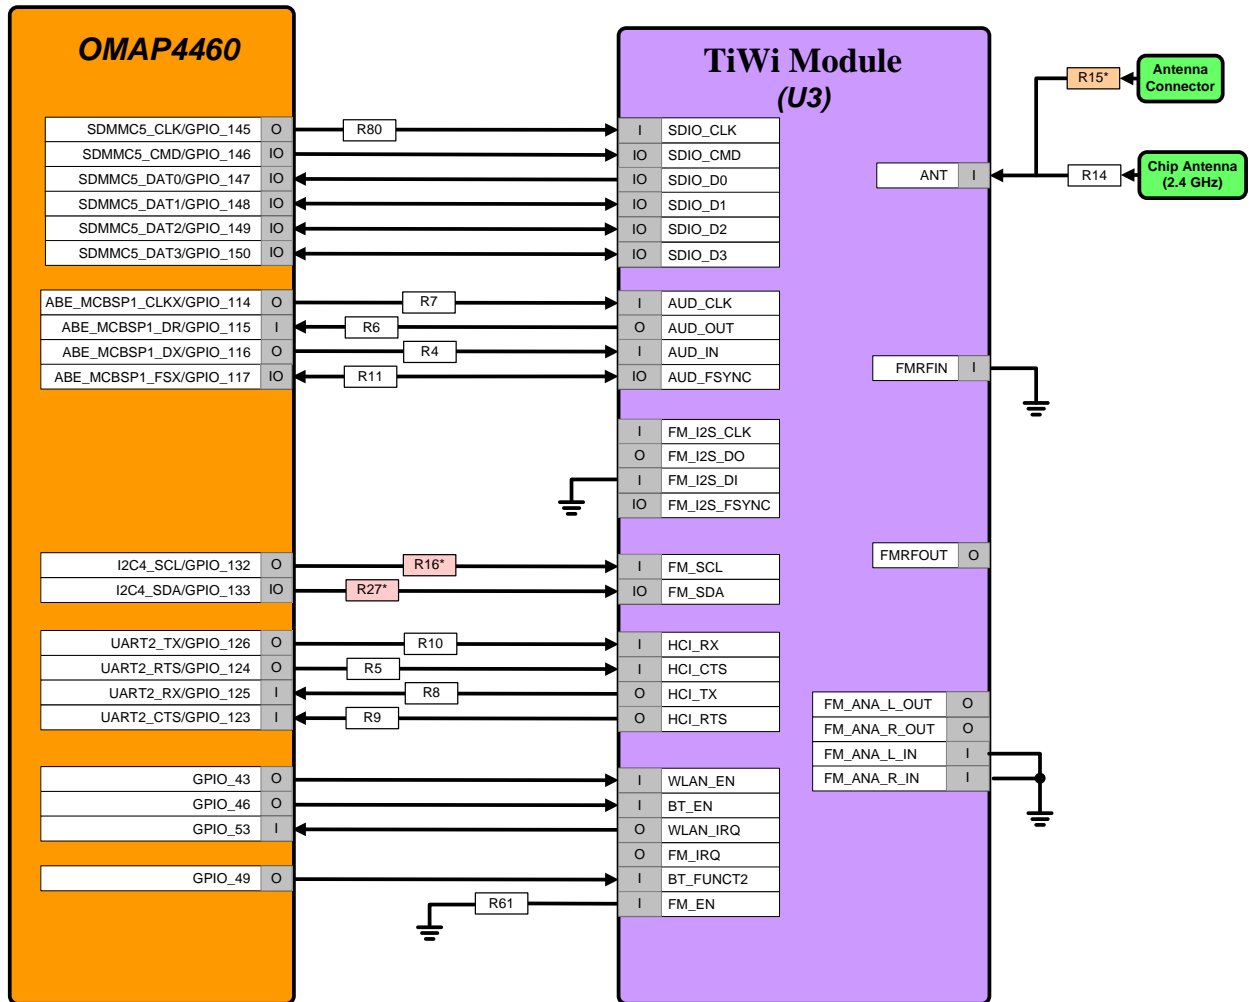 OMAP4460
TiWi Module
(U3)
R15*
Antenna
Connector
SDMMC5_CLK/GPIO_145 O R80 I SDIO_CLK
SDMMC5_CMD/GPIO_146 IO IO SDIO_CMD
SDMMC5_DAT0/GPIO_147 IO IO SDIO_D0
SDMMC5_DAT1/GPIO_148 IO IO SDIO_D1
SDMMC5_DAT2/GPIO_149 IO IO SDIO_D2
SDMMC5_DAT3/GPIO_150 IO IO SDIO_D3
ANT I R14
Chip Antenna
(2.4 GHz)
ABE_MCBSP1_CLKX/GPIO_114 O R7 I AUD_CLK
ABE_MCBSP1_DR/GPIO_115 I R6 O AUD_OUT
ABE_MCBSP1_DX/GPIO_116 O R4 I AUD_IN
ABE_MCBSP1_FSX/GPIO_117 IO R11 IO AUD_FSYNC
FMRFIN I
I FM_I2S_CLK
O FM_I2S_DO
I FM_I2S_DI
IO FM_I2S_FSYNC
FMRFOUT O
I2C4_SCL/GPIO_132 O R16* I FM_SCL
I2C4_SDA/GPIO_133 IO R27* IO FM_SDA
UART2_TX/GPIO_126 O R10 I HCI_RX
UART2_RTS/GPIO_124 O R5 I HCI_CTS
UART2_RX/GPIO_125 I R8 O HCI_TX
UART2_CTS/GPIO_123 I R9 O HCI_RTS
FM_ANA_L_OUT O
FM_ANA_R_OUT O
FM_ANA_L_IN I
FM_ANA_R_IN I
GPIO_43 O I WLAN_EN
GPIO_46 O I BT_EN
GPIO_53 I O WLAN_IRQ
O FM_IRQ
GPIO_49 O I BT_FUNCT2
R61 I FM_EN